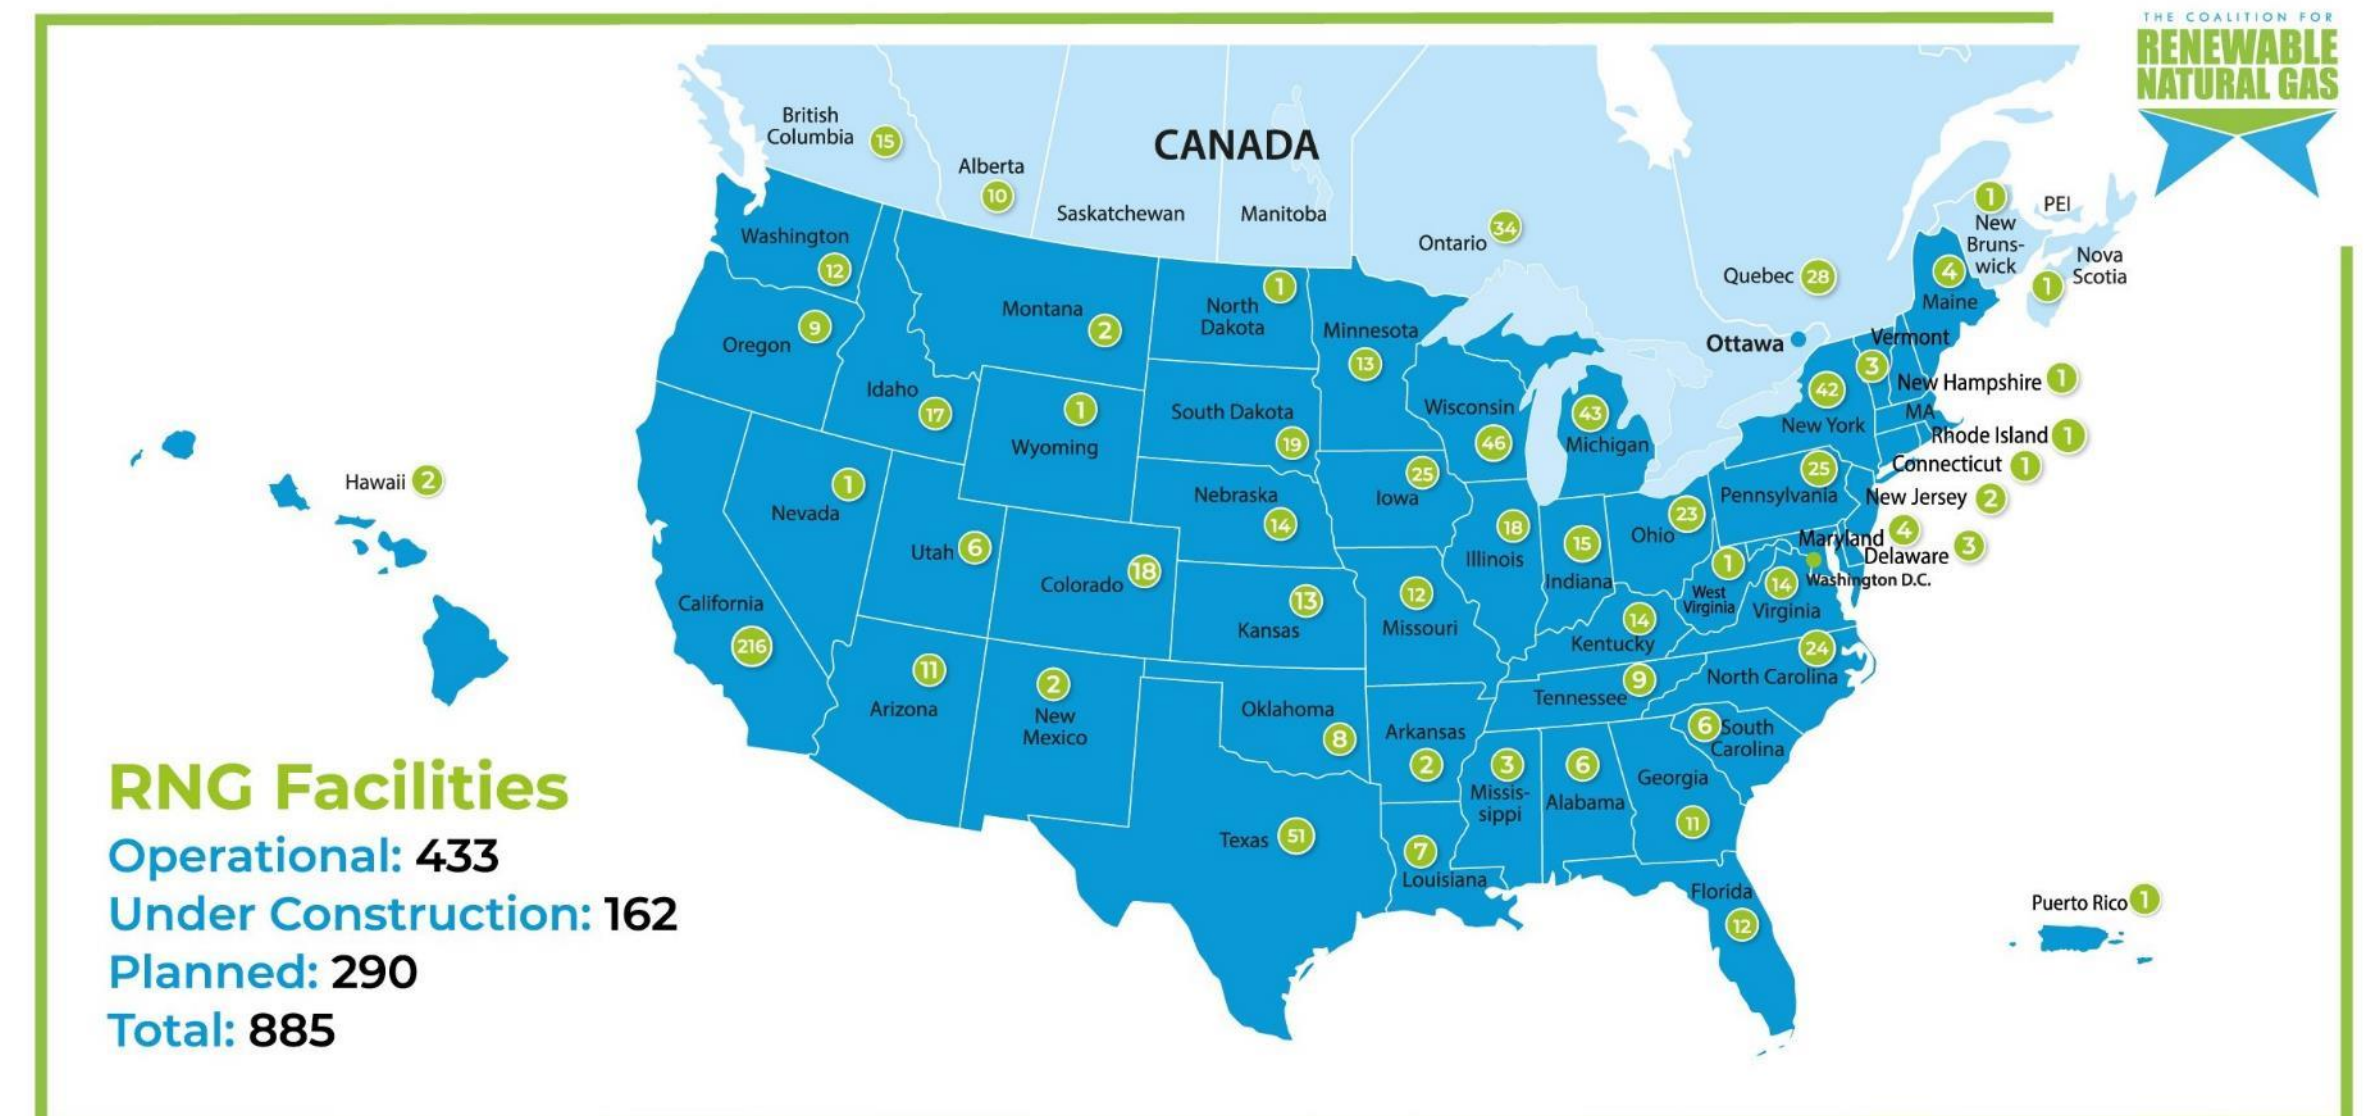 THE COALITION FOR
RENEWABLE
NATURAL GAS
CANADA
British
Columbia
15
Alberta
10
Saskatchewan
Manitoba
Ontario
34
Quebec
28
Ottawa
1
New
Bruns-
wick
PEI
Nova
Scotia
1
Washington
12
Oregon
9
Idaho
17
Montana
2
North
Dakota
1
Minnesota
13
Wyoming
1
South Dakota
19
Wisconsin
46
Michigan
43
Maine
4
Vermont
3
New Hampshire
1
New York
42
MA
Rhode Island
1
Connecticut
1
New Jersey
2
Pennsylvania
25
Maryland
4
Delaware
3
Washington D.C.
Hawaii
2
Nevada
1
Utah
6
Colorado
18
Nebraska
14
Iowa
25
Illinois
18
Indiana
15
Ohio
23
West
Virginia
1
Virginia
14
California
216
Kansas
13
Missouri
12
Kentucky
14
North Carolina
24
Tennessee
9
Arizona
11
New
Mexico
2
Oklahoma
8
Arkansas
2
South
Carolina
6
Missis-
sippi
3
Alabama
6
Georgia
11
Texas
51
Louisiana
7
Florida
12
Puerto Rico
1
RNG Facilities
Operational: 433
Under Construction: 162
Planned: 290
Total: 885